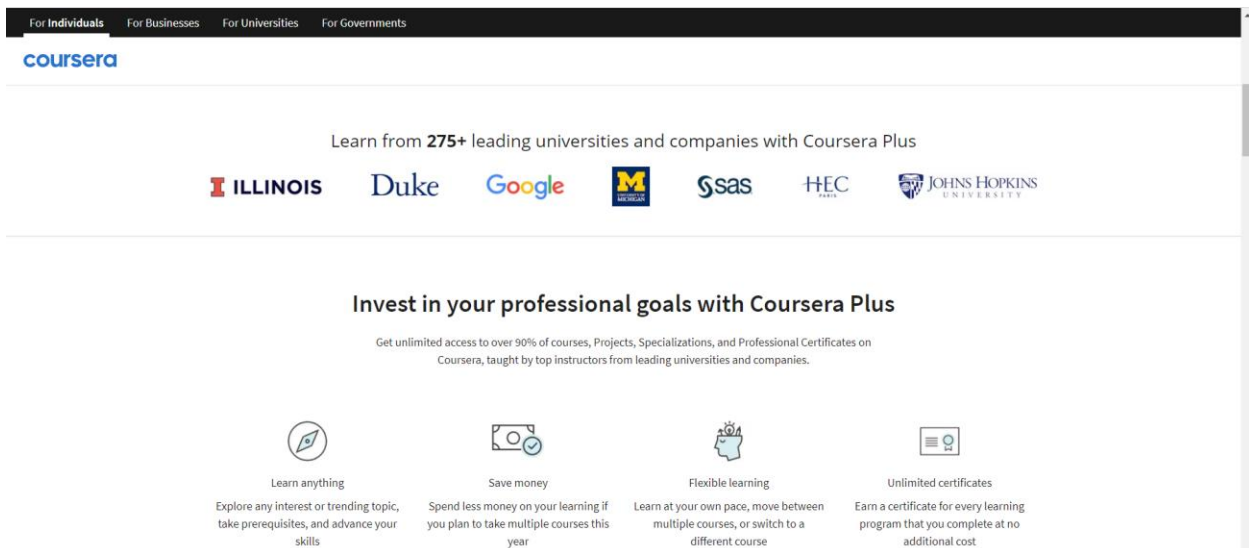 For Individuals For Businesses For Universities For Governments
coursera
Learn from 275+ leading universities and companies with Coursera Plus
I ILLINOIS Duke Google M UNIVERSITY OF MICHIGAN sas HEC PARIS JOHNS HOPKINS UNIVERSITY
Invest in your professional goals with Coursera Plus
Get unlimited access to over 90% of courses, Projects, Specializations, and Professional Certificates on
Coursera, taught by top instructors from leading universities and companies.
Learn anything
Explore any interest or trending topic,
take prerequisites, and advance your
skills
Save money
Spend less money on your learning if
you plan to take multiple courses this
year
Flexible learning
Learn at your own pace, move between
multiple courses, or switch to a
different course
Unlimited certificates
Earn a certificate for every learning
program that you complete at no
additional cost